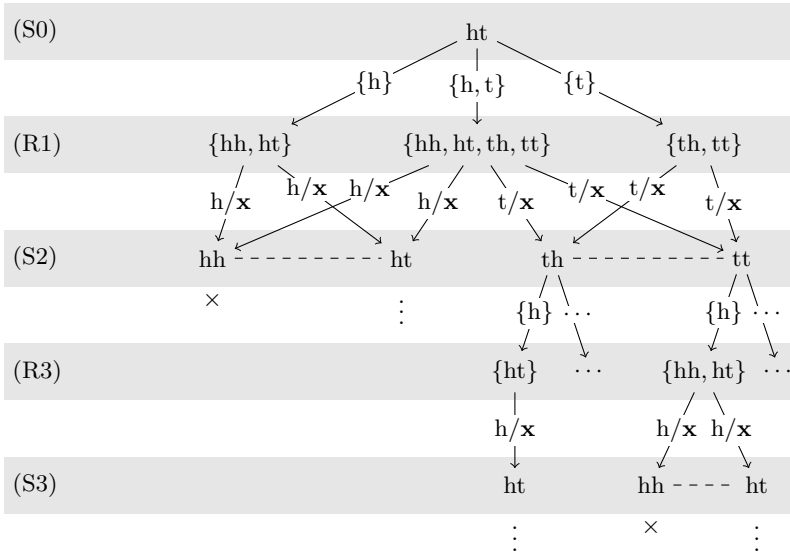 (S0) ht
{h} {h, t} {t}
(R1) {hh, ht} {hh, ht, th, tt} {th, tt}
h/x h/x h/x h/x t/x t/x t/x t/x
(S2) hh ht th tt
× ⋮ {h} ⋯ {h} ⋯
(R3) {ht} ⋯ {hh, ht} ⋯
h/x h/x h/x
(S3) ht hh ht
⋮ × ⋮